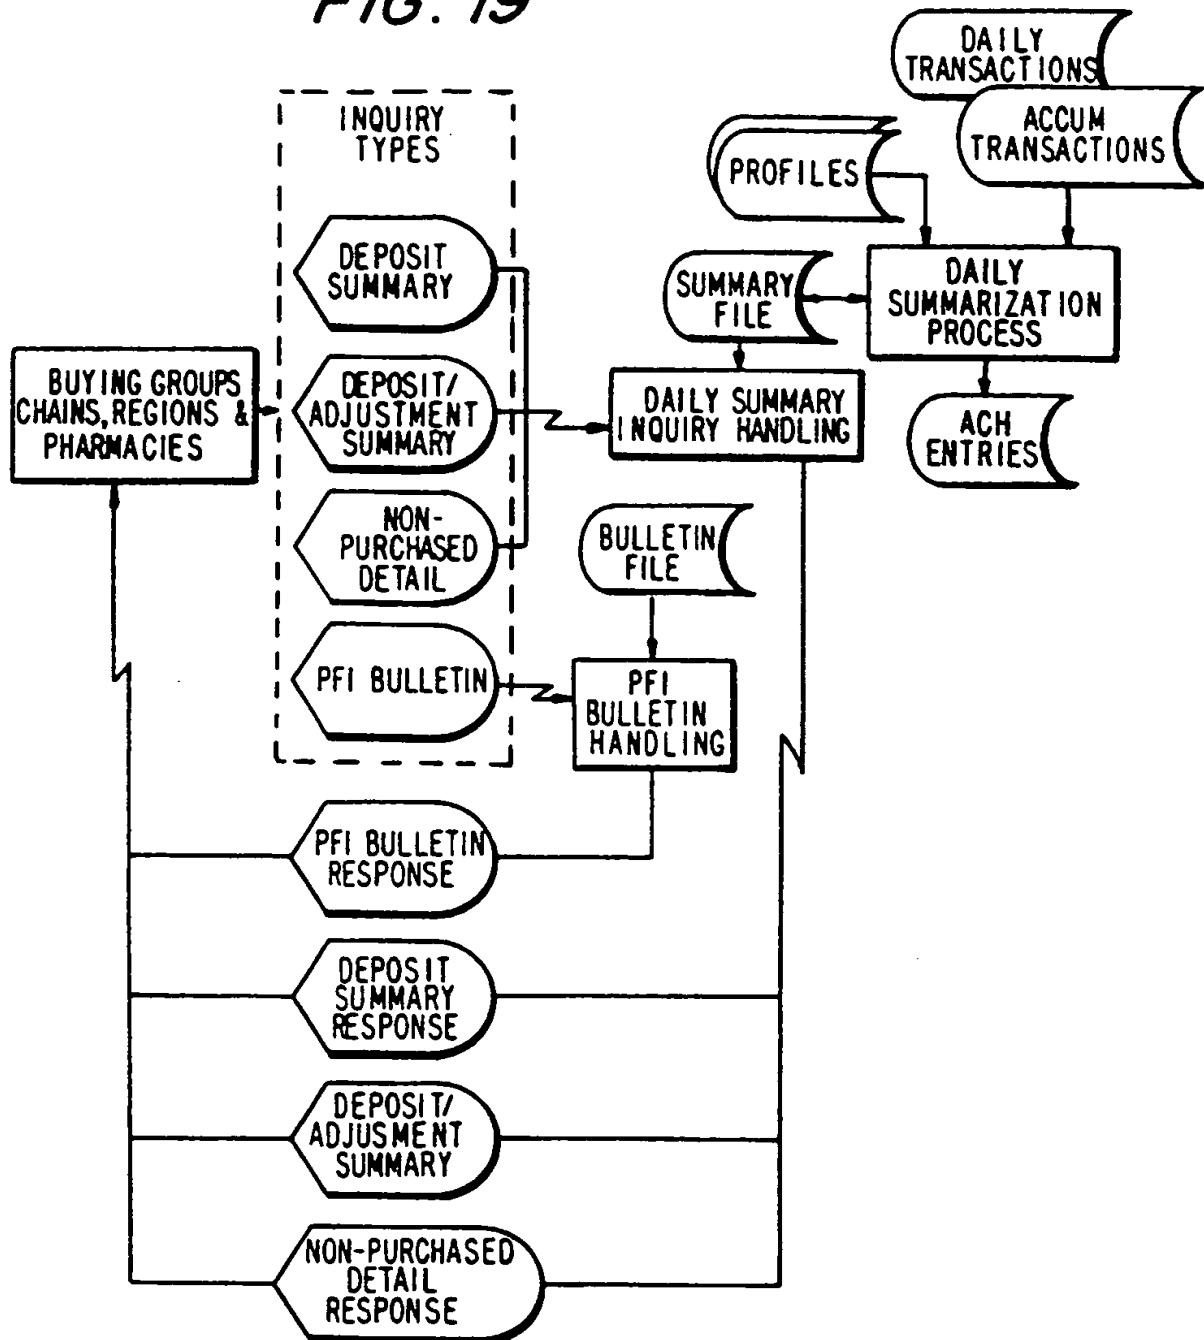 FIG. 19
DAILY
TRANSACTIONS
ACCUM
TRANSACTIONS
INQUIRY
TYPES
PROFILES
DEPOSIT
SUMMARY
SUMMARY
FILE
DAILY
SUMMARIZATION
PROCESS
BUYING GROUPS
CHAINS, REGIONS &
PHARMACIES
DEPOSIT/
ADJUSTMENT
SUMMARY
DAILY SUMMARY
INQUIRY HANDLING
ACH
ENTRIES
NON-
PURCHASED
DETAIL
BULLETIN
FILE
PFI BULLETIN
PFI
BULLETIN
HANDLING
PFI BULLETIN
RESPONSE
DEPOSIT
SUMMARY
RESPONSE
DEPOSIT/
ADJUSMENT
SUMMARY
NON-PURCHASED
DETAIL
RESPONSE